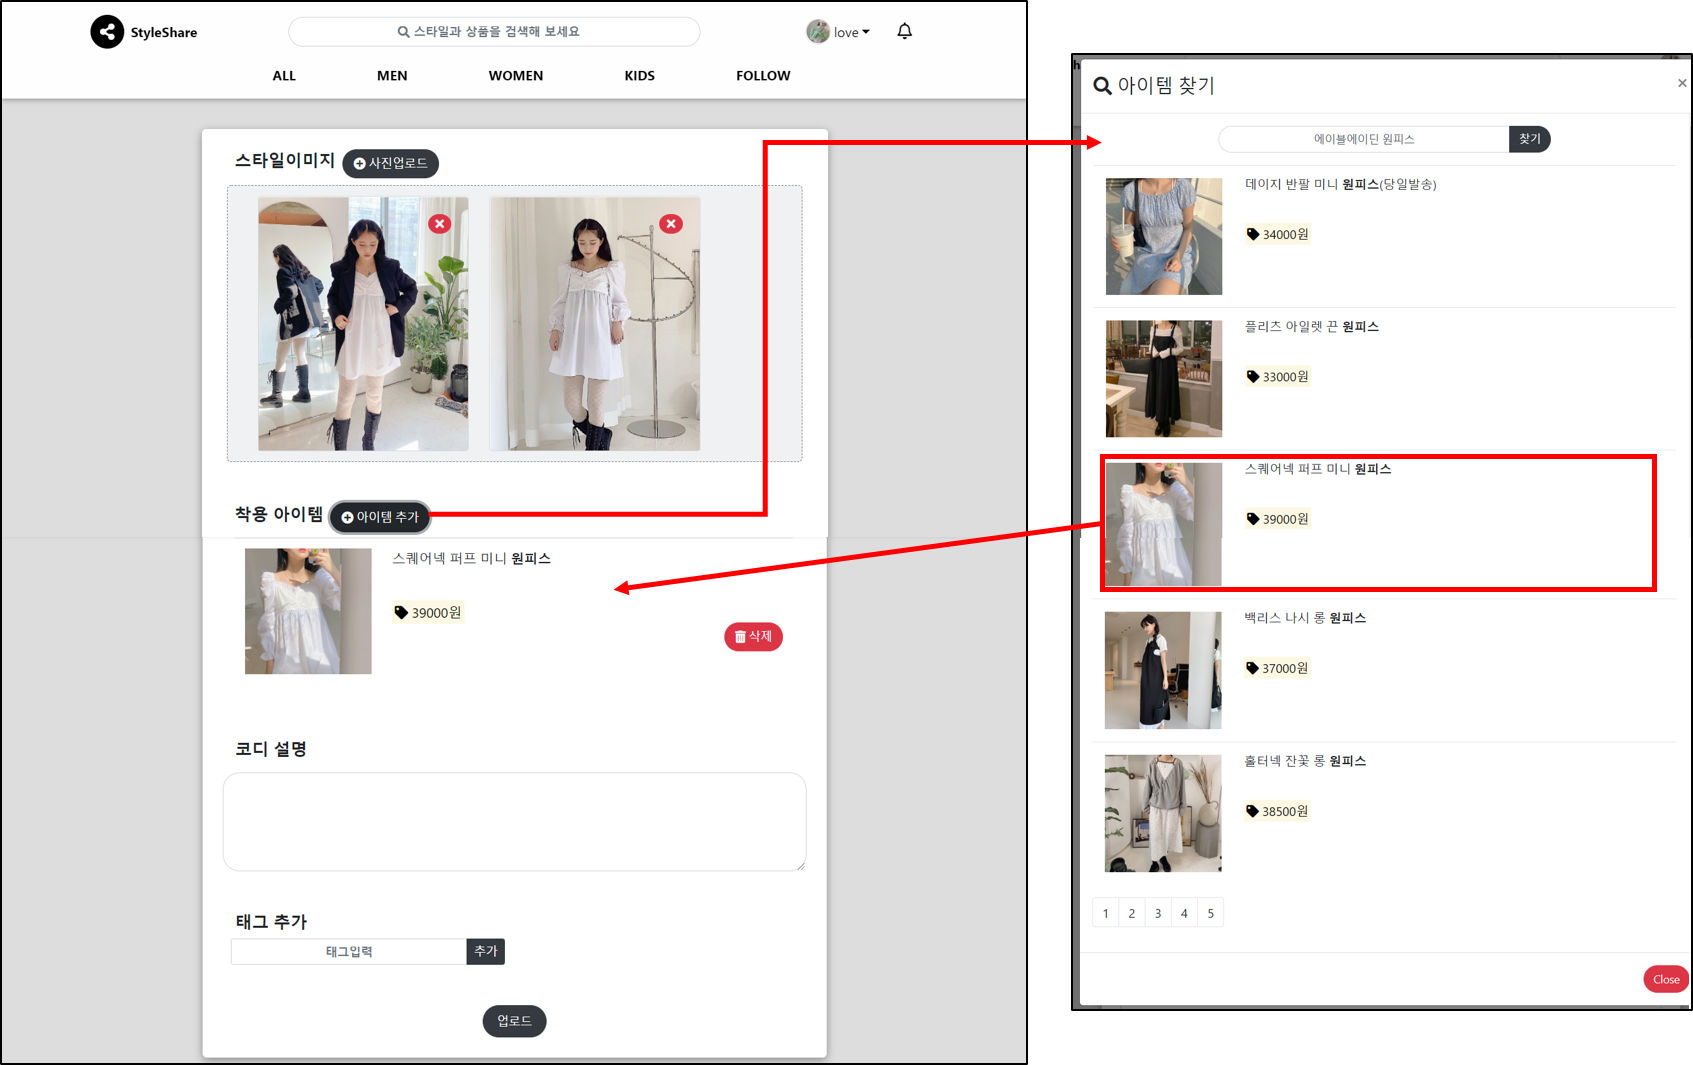 StyleShare
스타일과 상품을 검색해 보세요
love
ALL
MEN
WOMEN
KIDS
FOLLOW
스타일이미지
사진업로드
착용 아이템
아이템 추가
스퀘어넥 퍼프 미니 원피스
39000원
삭제
코디 설명
태그 추가
태그입력
추가
업로드
h
아이템 찾기
×
에이블에이딘 원피스
찾기
데이지 반팔 미니 원피스(당일발송)
34000원
플리츠 아일렛 끈 원피스
33000원
스퀘어넥 퍼프 미니 원피스
39000원
백리스 나시 롱 원피스
37000원
홀터넥 잔꽃 롱 원피스
38500원
1 2 3 4 5
Close